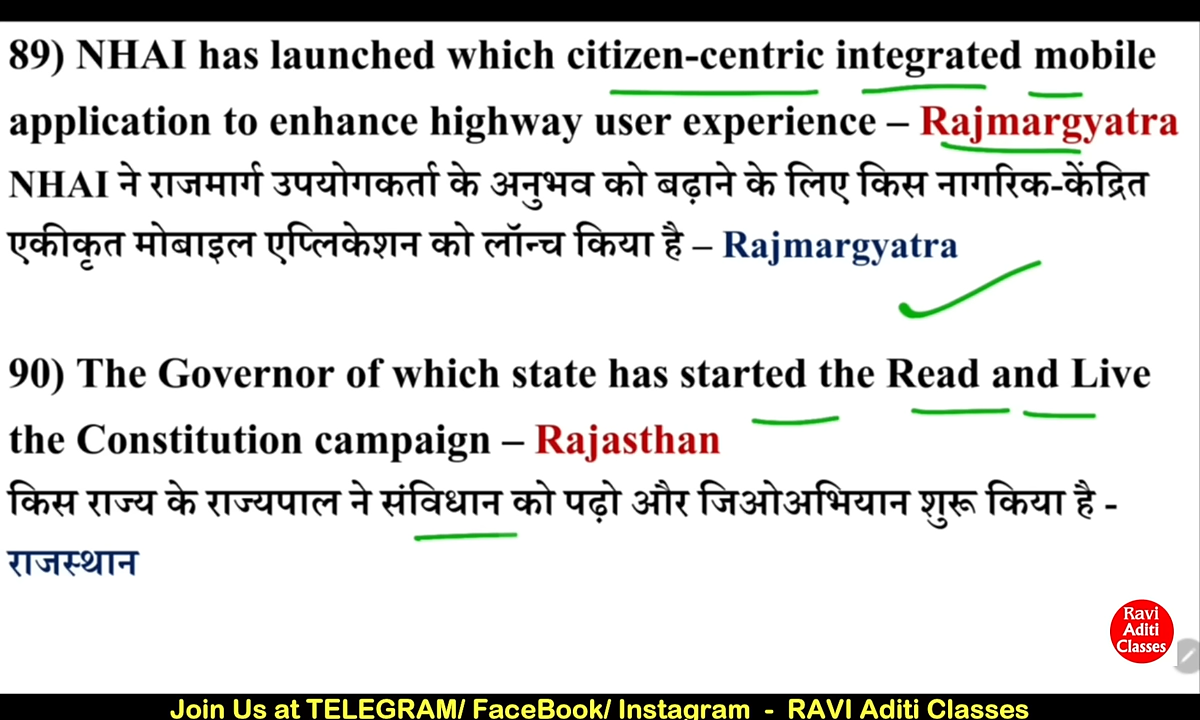 89) NHAI has launched which citizen-centric integrated mobile
application to enhance highway user experience – Rajmargyatra
NHAI ने राजमार्ग उपयोगकर्ता के अनुभव को बढ़ाने के लिए किस नागरिक-केंद्रित
एकीकृत मोबाइल एप्लिकेशन को लॉन्च किया है – Rajmargyatra
90) The Governor of which state has started the Read and Live
the Constitution campaign – Rajasthan
किस राज्य के राज्यपाल ने संविधान को पढ़ो और जिओअभियान शुरू किया है -
राजस्थान
Ravi
Aditi
Classes
Join Us at TELEGRAM/ FaceBook/ Instagram - RAVI Aditi Classes